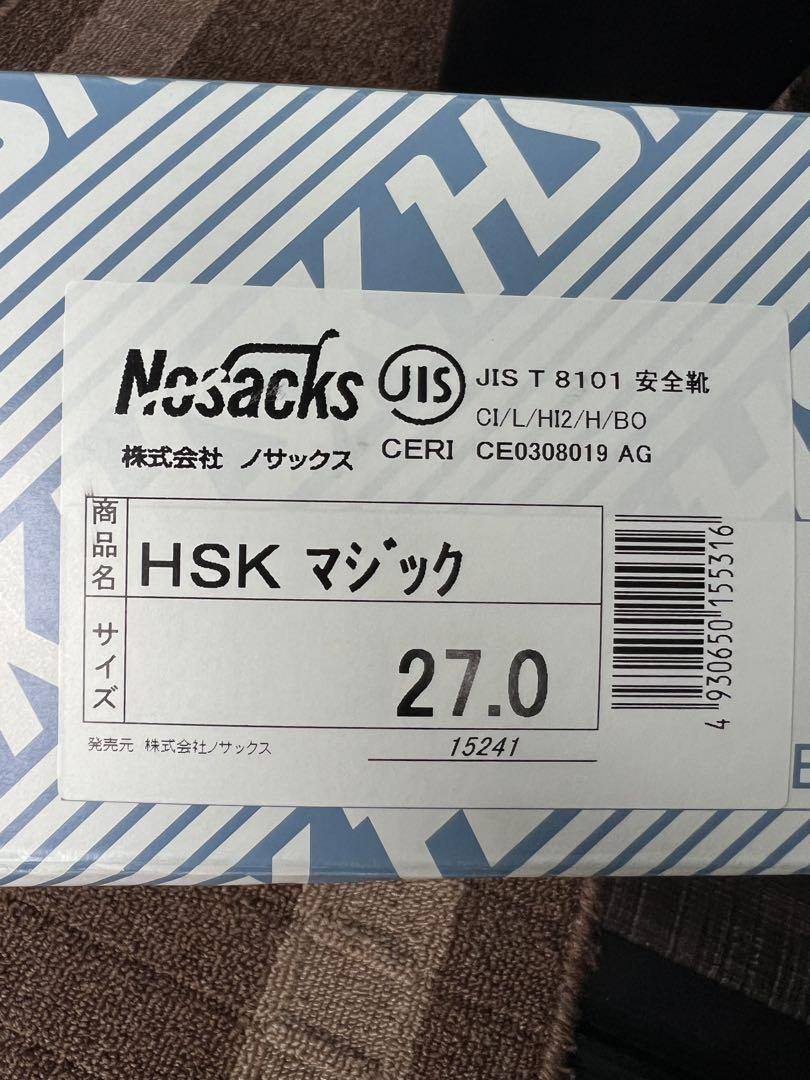 HSK
Nosacks
JIS
JIS T 8101 安全靴
CI/L/HI2/H/BO
株式会社 ノサックス
CERI CE0308019 AG
商品名
HSK マジック
サイズ
27.0
4 930650 155316
発売元 株式会社ノサックス
15241